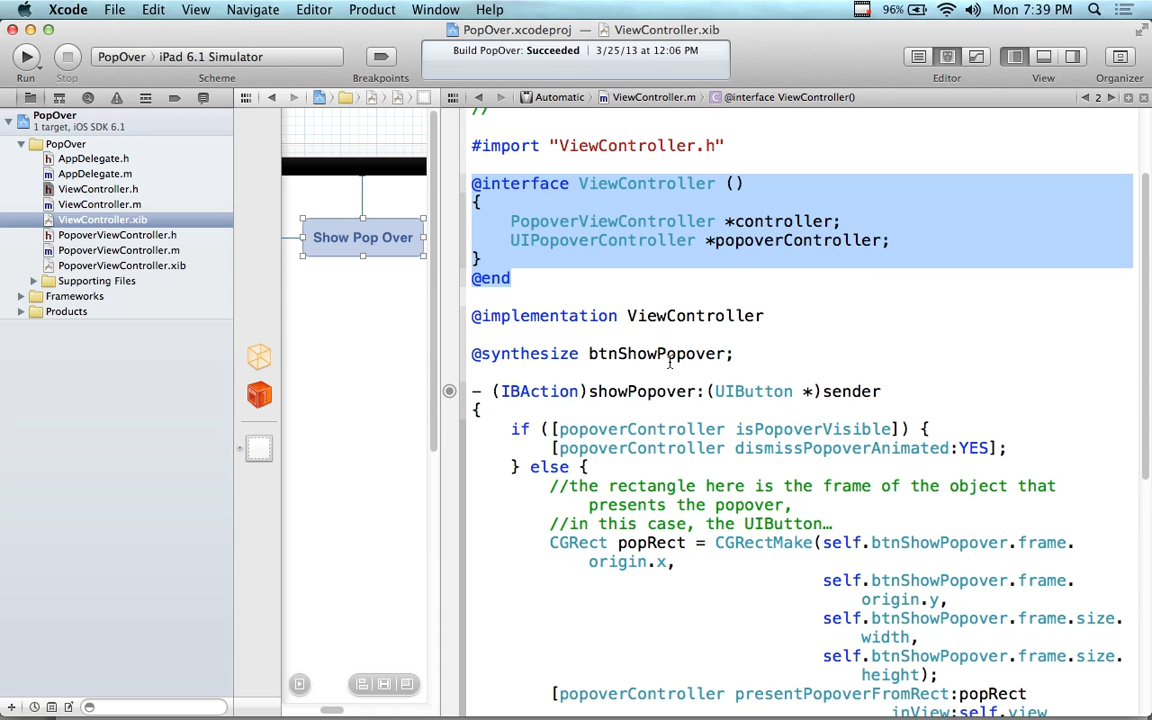 Xcode File Edit View Navigate Editor Product Window Help 96% Mon 7:39 PM
PopOver.xcodeproj — ViewController.xib
PopOver › iPad 6.1 Simulator
Build PopOver: Succeeded 3/25/13 at 12:06 PM
Run Stop Scheme Breakpoints Editor View Organizer
Automatic ViewController.m @interface ViewController() 2
PopOver
1 target, iOS SDK 6.1
PopOver
AppDelegate.h
AppDelegate.m
ViewController.h
ViewController.m
ViewController.xib
PopoverViewController.h
PopoverViewController.m
PopoverViewController.xib
Supporting Files
Frameworks
Products
Show Pop Over
//
#import "ViewController.h"
@interface ViewController ()
{
PopoverViewController *controller;
UIPopoverController *popoverController;
}
@end
@implementation ViewController
@synthesize btnShowPopover;
- (IBAction)showPopover:(UIButton *)sender
{
if ([popoverController isPopoverVisible]) {
[popoverController dismissPopoverAnimated:YES];
} else {
//the rectangle here is the frame of the object that
presents the popover,
//in this case, the UIButton…
CGRect popRect = CGRectMake(self.btnShowPopover.frame.
origin.x,
self.btnShowPopover.frame.
origin.y,
self.btnShowPopover.frame.size.
width,
self.btnShowPopover.frame.size.
height);
[popoverController presentPopoverFromRect:popRect
inView:self.view